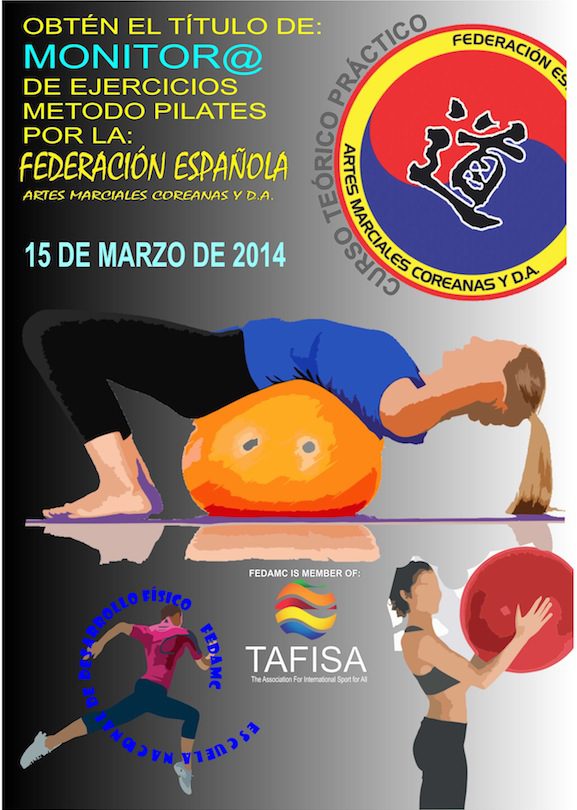 OBTÉN EL TÍTULO DE:
MONITOR@
DE EJERCICIOS
METODO PILATES
POR LA:
FEDERACIÓN ESPAÑOLA
ARTES MARCIALES COREANAS Y D.A.
15 DE MARZO DE 2014
CURSO TEÓRICO PRÁCTICO
FEDERACIÓN ES
ARTES MARCIALES COREANAS Y D.A.
道
FEDAMC IS MEMBER OF:
TAFISA
The Association For International Sport for All
ESCUELA NACIONAL DE DESARROLLO FÍSICO
FEDAMC